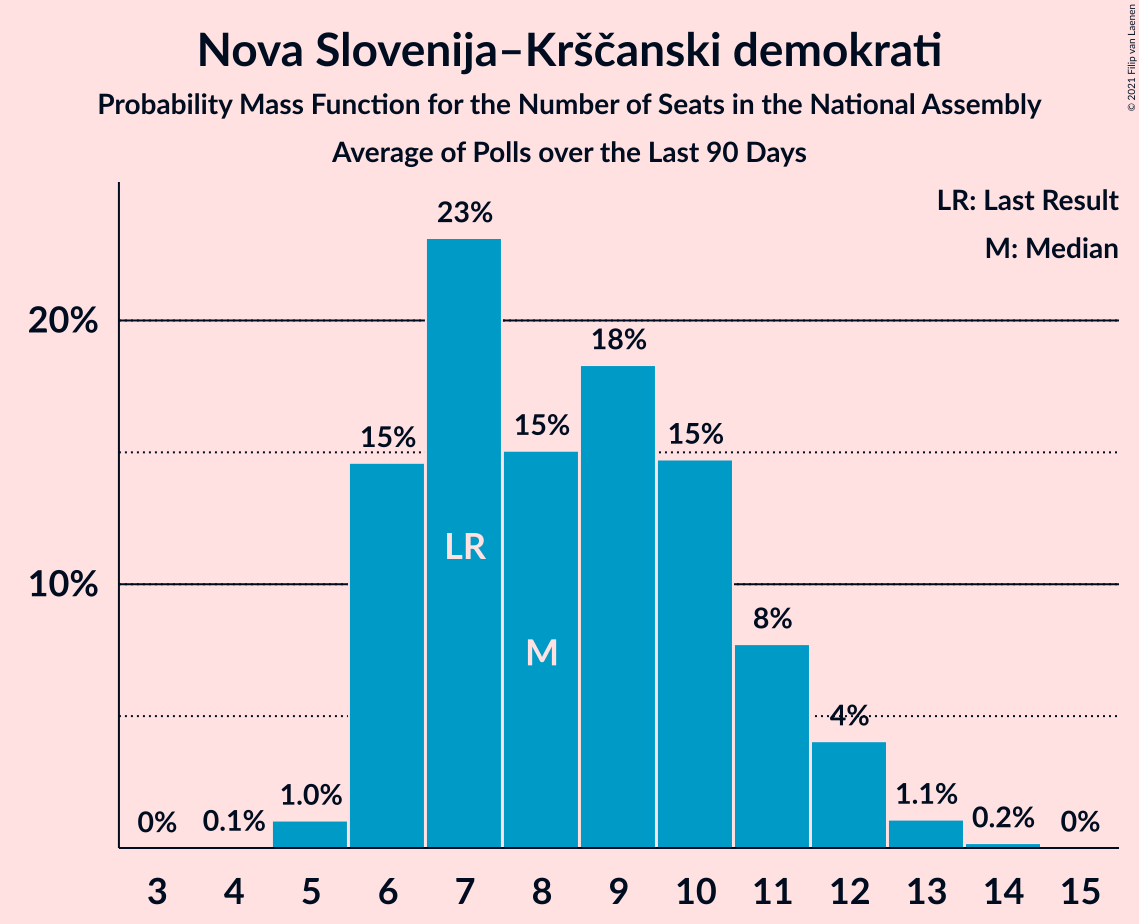 Nova Slovenija–Krščanski demokrati
Probability Mass Function for the Number of Seats in the National Assembly
Average of Polls over the Last 90 Days
© 2021 Filip van Laenen
LR: Last Result
M: Median
20%
10%
0%
0.1%
1.0%
15%
23%
15%
18%
15%
8%
4%
1.1%
0.2%
0%
LR
M
3 4 5 6 7 8 9 10 11 12 13 14 15